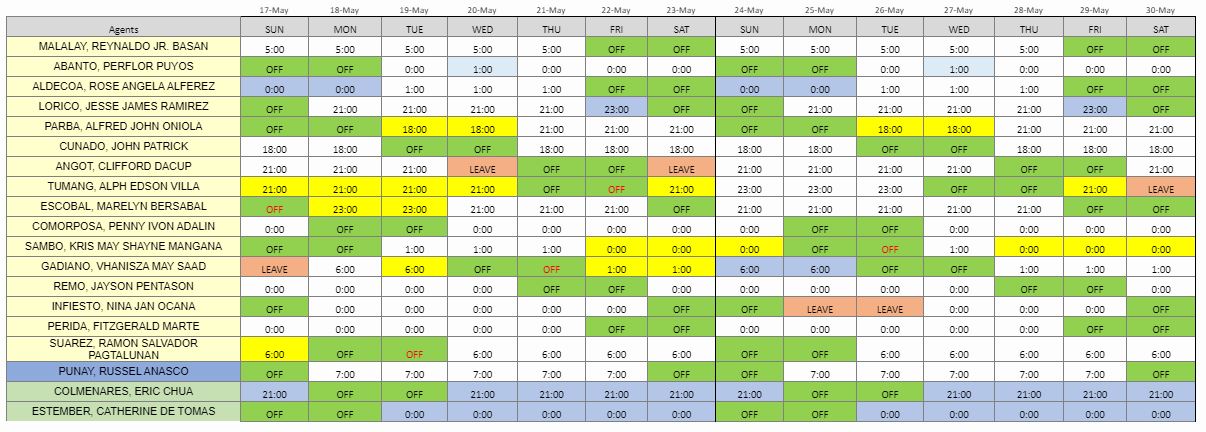 17-May 18-May 19-May 20-May 21-May 22-May 23-May 24-May 25-May 26-May 27-May 28-May 29-May 30-May
Agents SUN MON TUE WED THU FRI SAT SUN MON TUE WED THU FRI SAT
MALALAY, REYNALDO JR. BASAN 5:00 5:00 5:00 5:00 5:00 OFF OFF 5:00 5:00 5:00 5:00 5:00 OFF OFF
ABANTO, PERFLOR PUYOS OFF OFF 0:00 1:00 0:00 0:00 0:00 OFF OFF 0:00 1:00 0:00 0:00 0:00
ALDECOA, ROSE ANGELA ALFEREZ 0:00 0:00 1:00 1:00 1:00 OFF OFF 0:00 0:00 1:00 1:00 1:00 OFF OFF
LORICO, JESSE JAMES RAMIREZ OFF 21:00 21:00 21:00 21:00 23:00 OFF OFF 21:00 21:00 21:00 21:00 23:00 OFF
PARBA, ALFRED JOHN ONIOLA OFF OFF 18:00 18:00 21:00 21:00 21:00 OFF OFF 18:00 18:00 21:00 21:00 21:00
CUNADO, JOHN PATRICK 18:00 18:00 OFF OFF 18:00 18:00 18:00 18:00 18:00 OFF OFF 18:00 18:00 18:00
ANGOT, CLIFFORD DACUP 21:00 21:00 21:00 LEAVE OFF OFF LEAVE 21:00 21:00 21:00 21:00 OFF OFF 21:00
TUMANG, ALPH EDSON VILLA 21:00 21:00 21:00 21:00 OFF OFF 21:00 23:00 23:00 23:00 OFF OFF 21:00 LEAVE
ESCOBAL, MARELYN BERSABAL OFF 23:00 23:00 21:00 21:00 21:00 OFF 21:00 21:00 21:00 21:00 21:00 OFF OFF
COMORPOSA, PENNY IVON ADALIN 0:00 OFF OFF 0:00 0:00 0:00 0:00 0:00 OFF OFF 0:00 0:00 0:00 0:00
SAMBO, KRIS MAY SHAYNE MANGANA OFF OFF 1:00 1:00 1:00 0:00 0:00 0:00 OFF OFF 1:00 0:00 0:00 0:00
GADIANO, VHANISZA MAY SAAD LEAVE 6:00 6:00 OFF OFF 1:00 1:00 6:00 6:00 OFF OFF 1:00 1:00 1:00
REMO, JAYSON PENTASON 0:00 0:00 0:00 0:00 OFF OFF 0:00 0:00 0:00 0:00 0:00 OFF OFF 0:00
INFIESTO, NINA JAN OCANA OFF 0:00 0:00 0:00 0:00 0:00 OFF OFF LEAVE LEAVE 0:00 0:00 0:00 OFF
PERIDA, FITZGERALD MARTE 0:00 0:00 0:00 0:00 0:00 OFF OFF 0:00 0:00 0:00 0:00 0:00 OFF OFF
SUAREZ, RAMON SALVADOR
PAGTALUNAN 6:00 OFF OFF 6:00 6:00 6:00 6:00 OFF OFF 6:00 6:00 6:00 6:00 6:00
PUNAY, RUSSEL ANASCO OFF 7:00 7:00 7:00 7:00 7:00 OFF OFF 7:00 7:00 7:00 7:00 7:00 OFF
COLMENARES, ERIC CHUA 21:00 OFF OFF 21:00 21:00 21:00 21:00 21:00 OFF OFF 21:00 21:00 21:00 21:00
ESTEMBER, CATHERINE DE TOMAS OFF OFF 0:00 0:00 0:00 0:00 0:00 OFF OFF 0:00 0:00 0:00 0:00 0:00